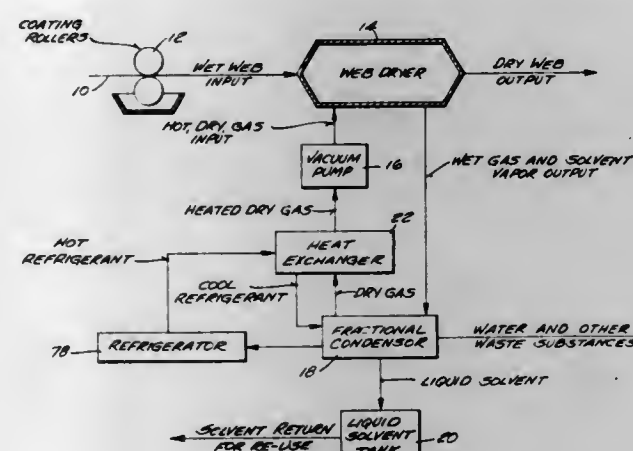 COATING
ROLLERS
12
14
10
WET WEB
INPUT
WEB DRYER
DRY WEB
OUTPUT
HOT, DRY, GAS
INPUT
VACUUM
PUMP
16
WET GAS AND SOLVENT
VAPOR OUTPUT
HEATED DRY GAS
22
HOT
REFRIGERANT
HEAT
EXCHANGER
COOL
REFRIGERANT
DRY GAS
78
REFRIGERATOR
FRACTIONAL
CONDENSOR
18
WATER AND OTHER
WASTE SUBSTANCES
LIQUID SOLVENT
SOLVENT RETURN
FOR RE-USE
LIQUID
SOLVENT
TANK
20